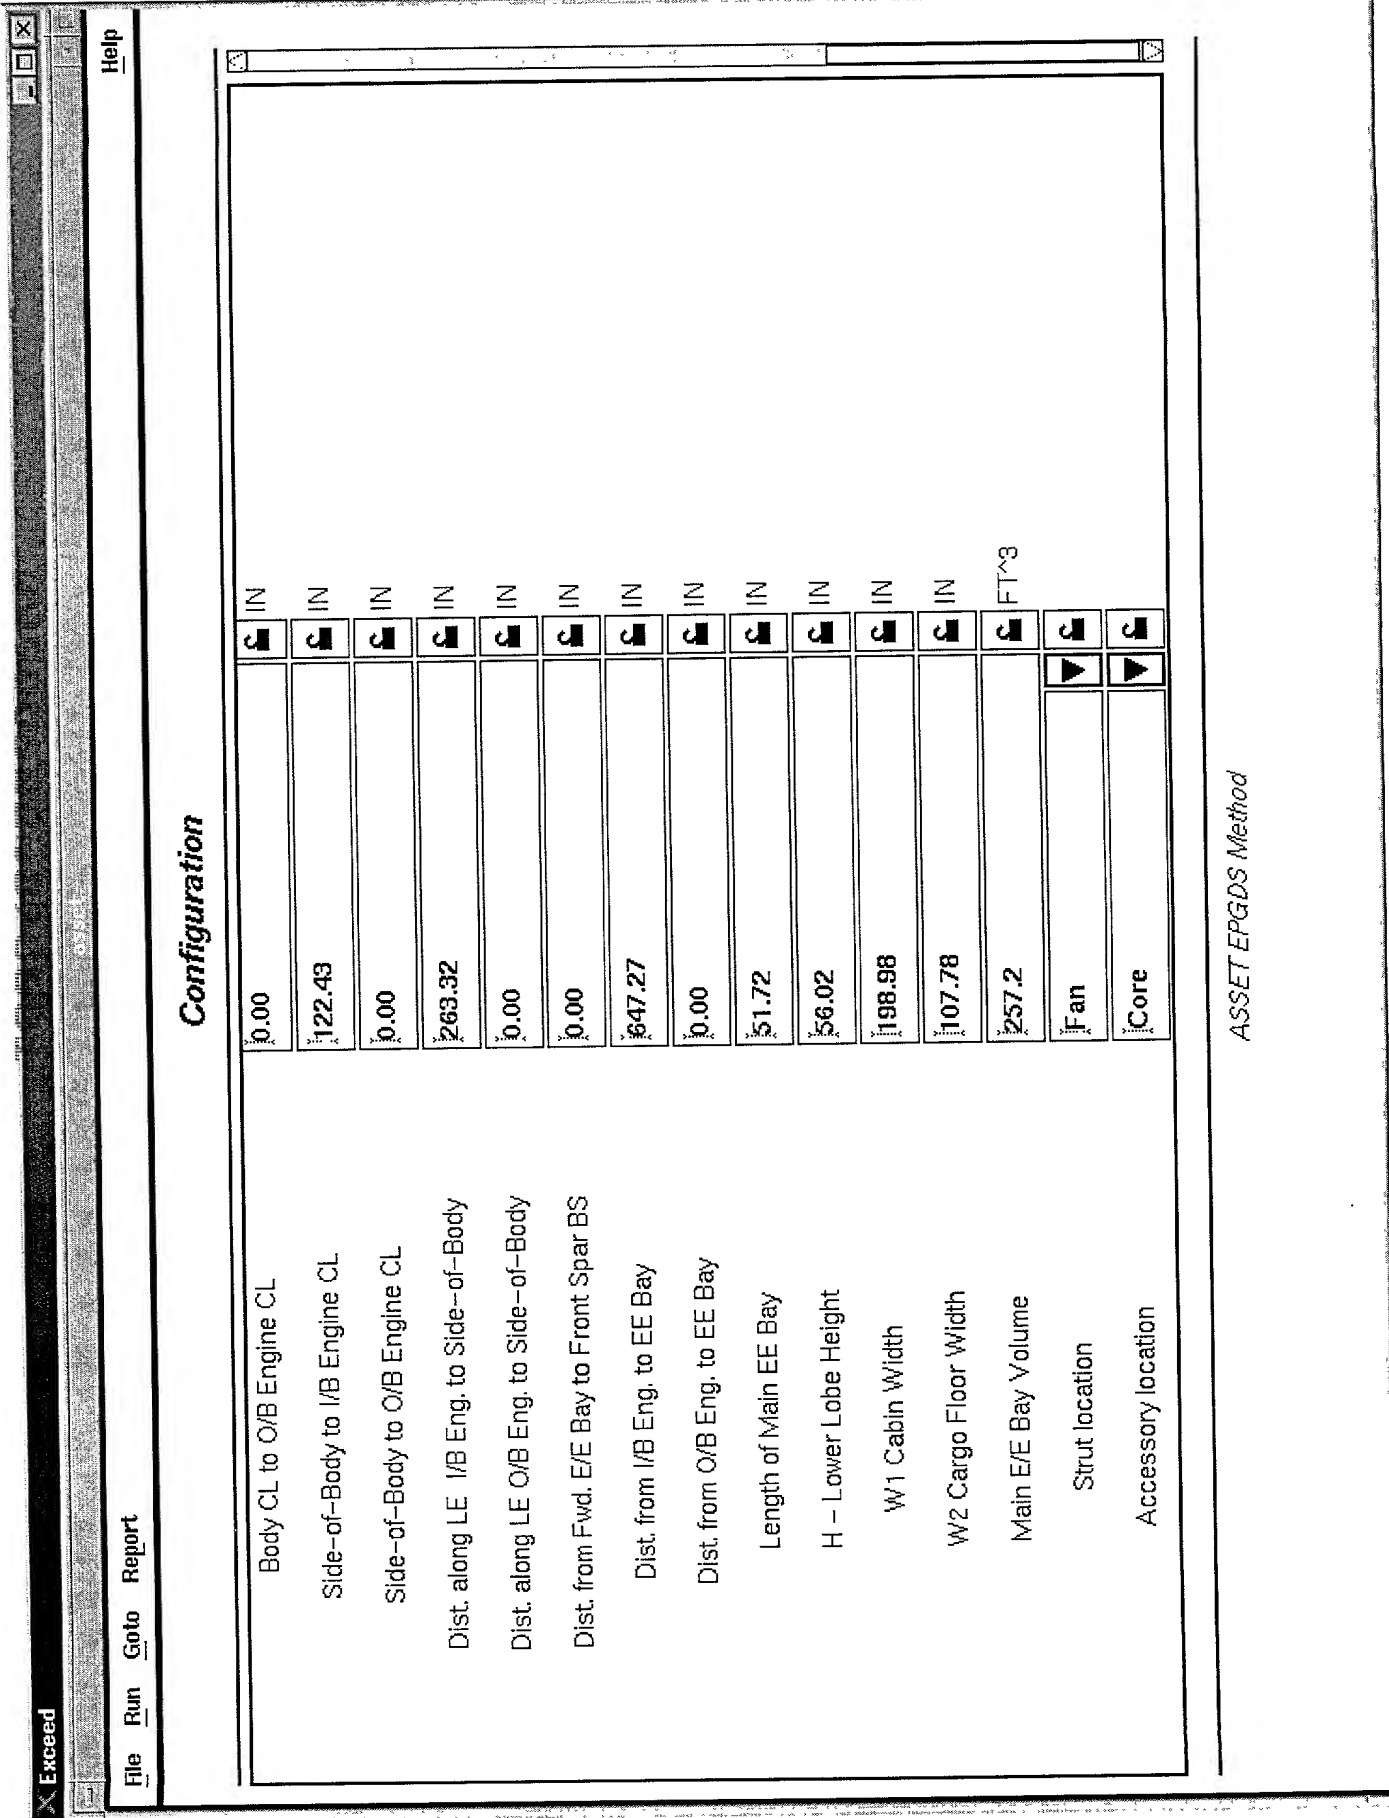 Exceed
File Run Goto Report Help
Configuration
Body CL to O/B Engine CL 0.00 IN
Side-of-Body to I/B Engine CL 122.43 IN
Side-of-Body to O/B Engine CL 0.00 IN
Dist. along LE I/B Eng. to Side-of-Body 263.32 IN
Dist. along LE O/B Eng. to Side-of-Body 0.00 IN
Dist. from Fwd. E/E Bay to Front Spar BS 0.00 IN
Dist. from I/B Eng. to EE Bay 647.27 IN
Dist. from O/B Eng. to EE Bay 0.00 IN
Length of Main EE Bay 51.72 IN
H - Lower Lobe Height 56.02 IN
W1 Cabin Width 198.98 IN
W2 Cargo Floor Width 107.78 IN
Main E/E Bay Volume 257.2 FT^3
Strut location Fan
Accessory location Core
ASSET EPGDS Method